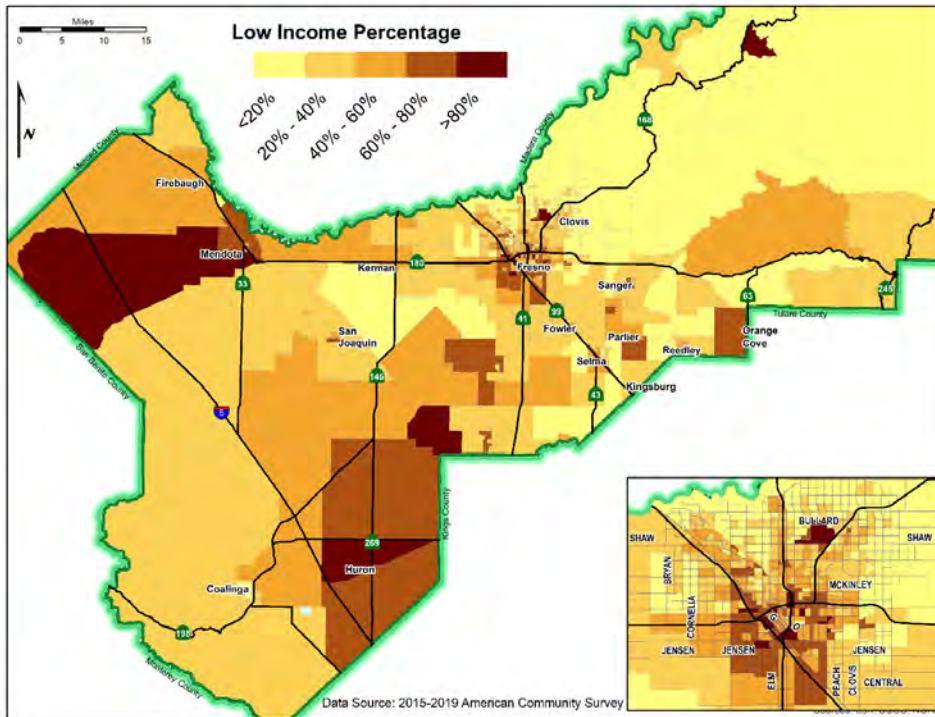 Miles
0 5 10 15
Low Income Percentage
<20%
20% - 40%
40% - 60%
60% - 80%
>80%
N
Merced County
Madera County
168
Firebaugh
Clovis
Mendota
Kerman
180
Fresno
33
Sanger
63
245
Tulare County
41
99
Fowler
San
Joaquin
Parlier
Orange
Cove
Reedley
Selma
San Benito County
145
Kingsburg
43
5
Kings County
269
Huron
Coalinga
198
Monterey County
Data Source: 2015-2019 American Community Survey
BULLARD
SHAW
SHAW
BRYAN
MCKINLEY
CORNELIA
JENSEN
JENSEN
JENSEN
ELM
PEACH
CLOVIS
CENTRAL